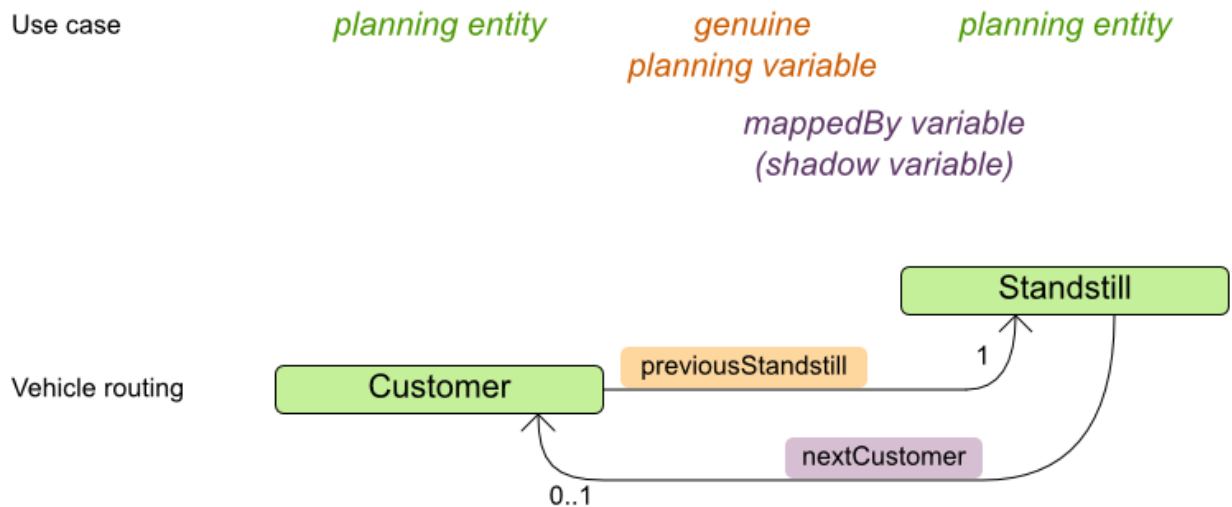 Use case
planning entity
genuine
planning variable
planning entity
mappedBy variable
(shadow variable)
Standstill
previousStandstill
1
Vehicle routing
Customer
nextCustomer
0..1